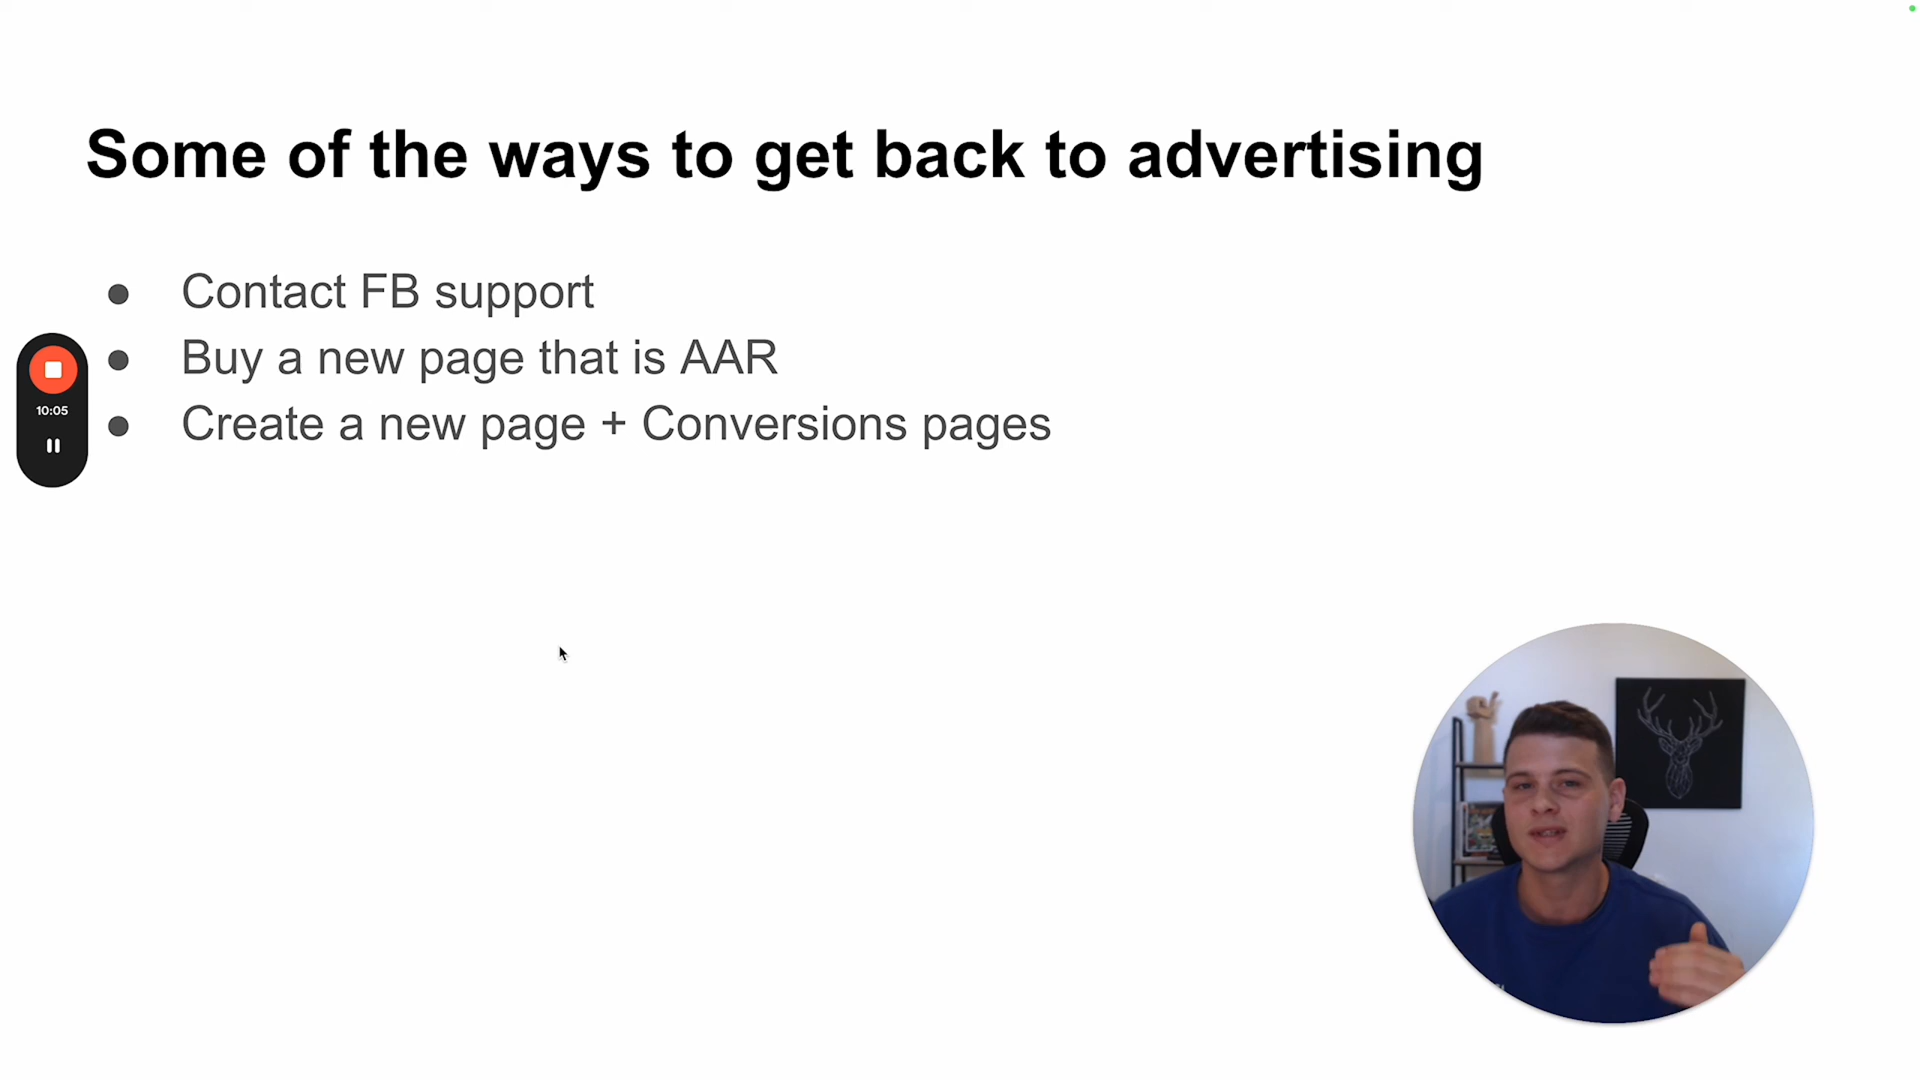 Some of the ways to get back to advertising
Contact FB support
Buy a new page that is AAR
Create a new page + Conversions pages
10:05